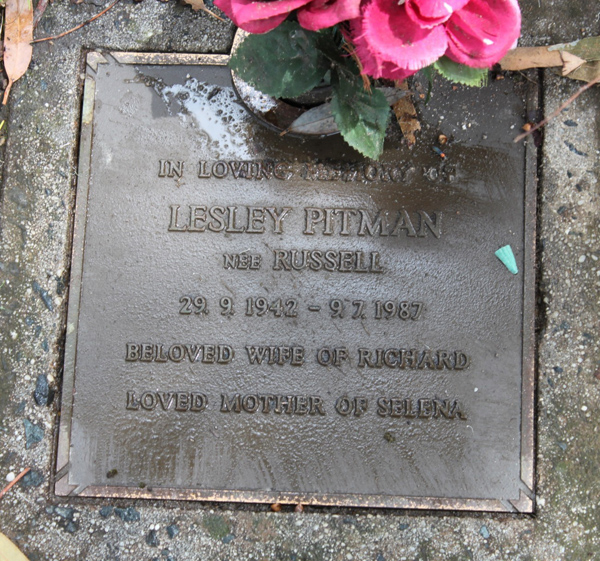 IN LOVING MEMORY OF
LESLEY PITMAN
NEE RUSSELL
29. 9. 1942 - 9.7.1987
BELOVED WIFE OF RICHARD
LOVED MOTHER OF SELENA